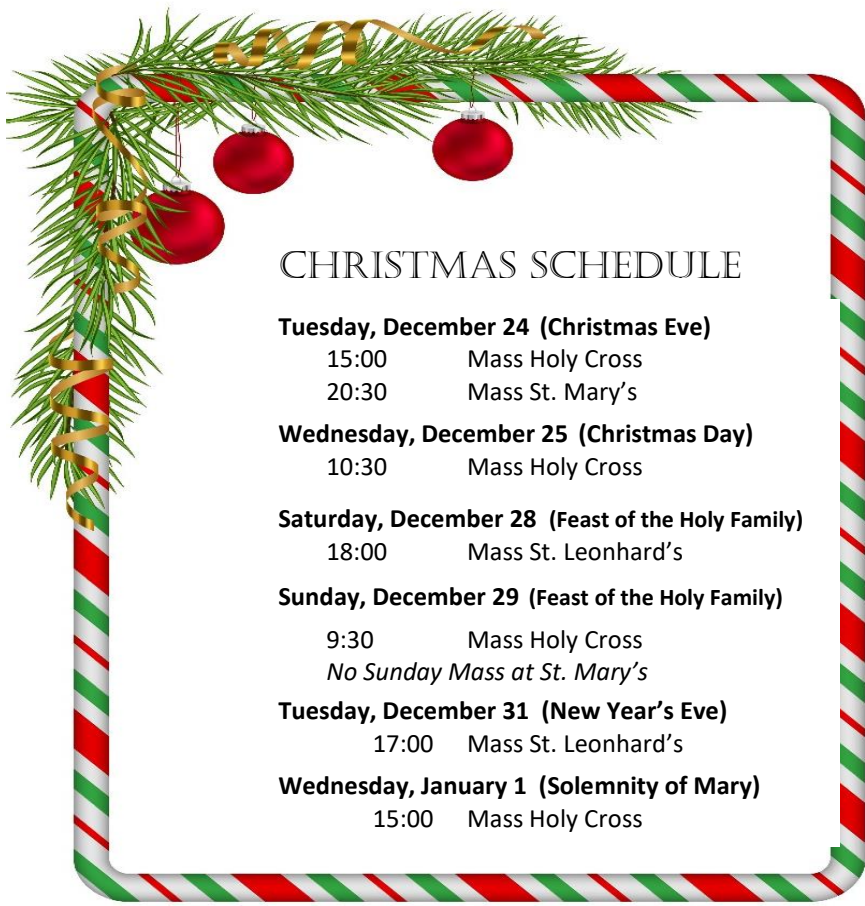 CHRISTMAS SCHEDULE
Tuesday, December 24 (Christmas Eve)
15:00 Mass Holy Cross
20:30 Mass St. Mary’s
Wednesday, December 25 (Christmas Day)
10:30 Mass Holy Cross
Saturday, December 28 (Feast of the Holy Family)
18:00 Mass St. Leonhard’s
Sunday, December 29 (Feast of the Holy Family)
9:30 Mass Holy Cross
No Sunday Mass at St. Mary’s
Tuesday, December 31 (New Year’s Eve)
17:00 Mass St. Leonhard’s
Wednesday, January 1 (Solemnity of Mary)
15:00 Mass Holy Cross